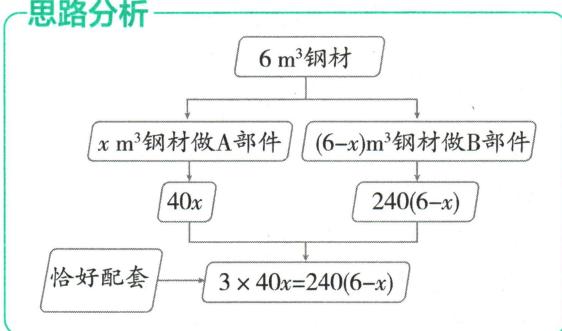 思路分析
6 m³钢材
x m³钢材做A部件
(6−x)m³钢材做B部件
40x
240(6−x)
恰好配套
3×40x=240(6−x)